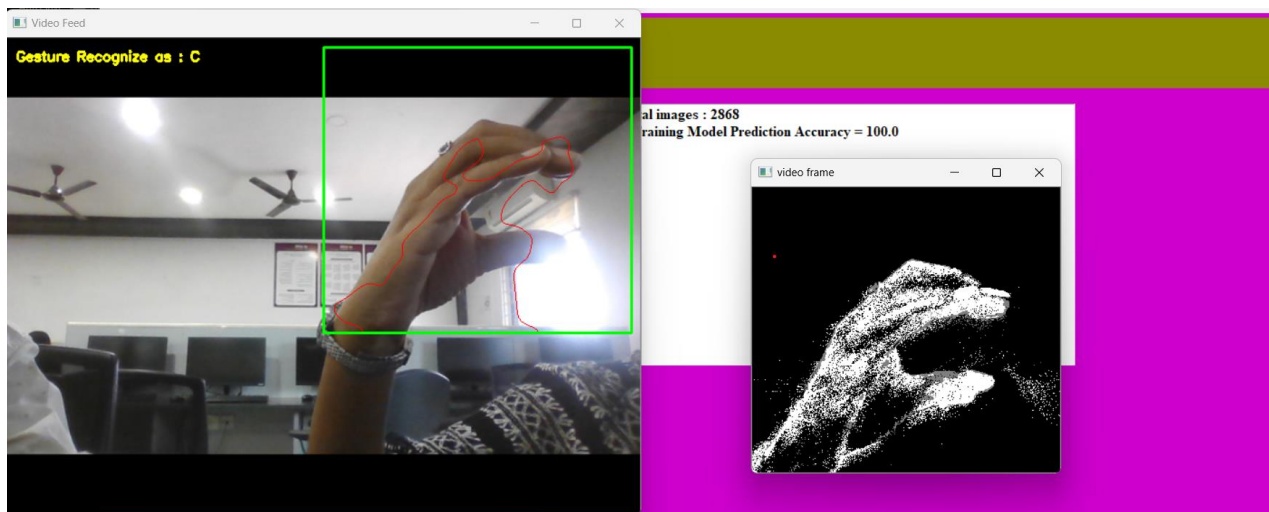 Video Feed
Gesture Recognize as : C
al images : 2868
raining Model Prediction Accuracy = 100.0
video frame